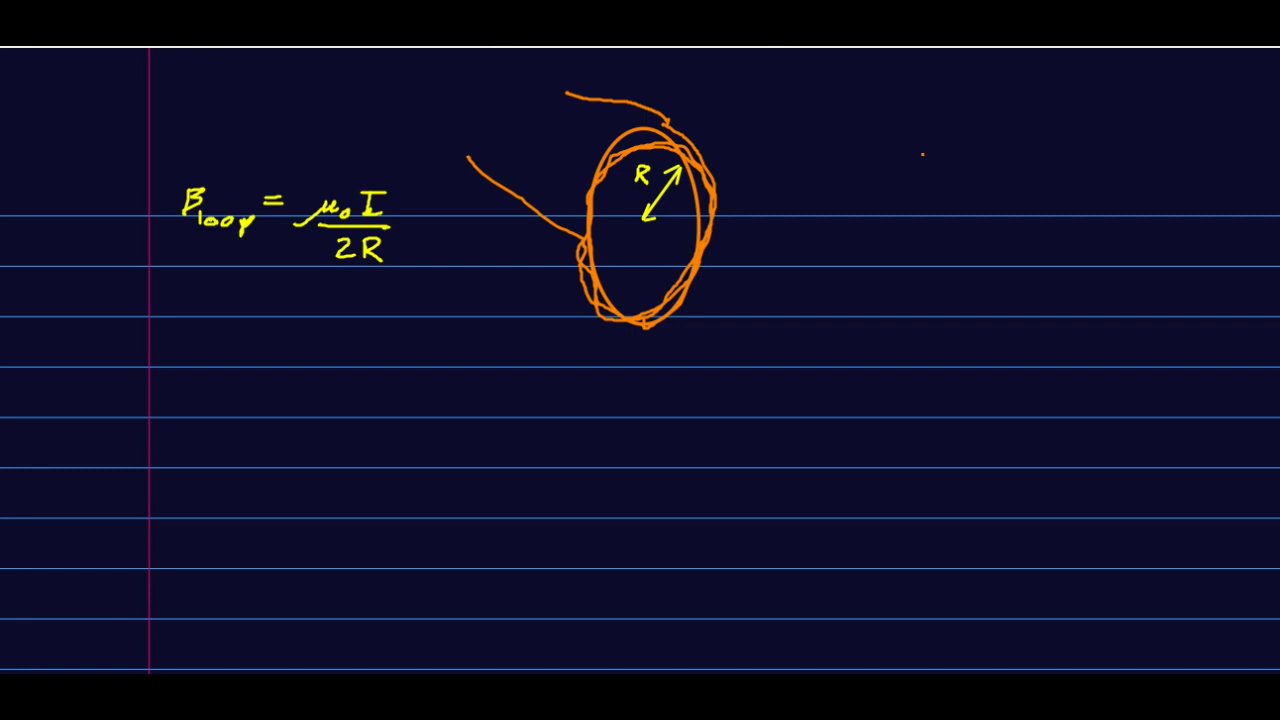 B_loop = μ₀I / 2R
R